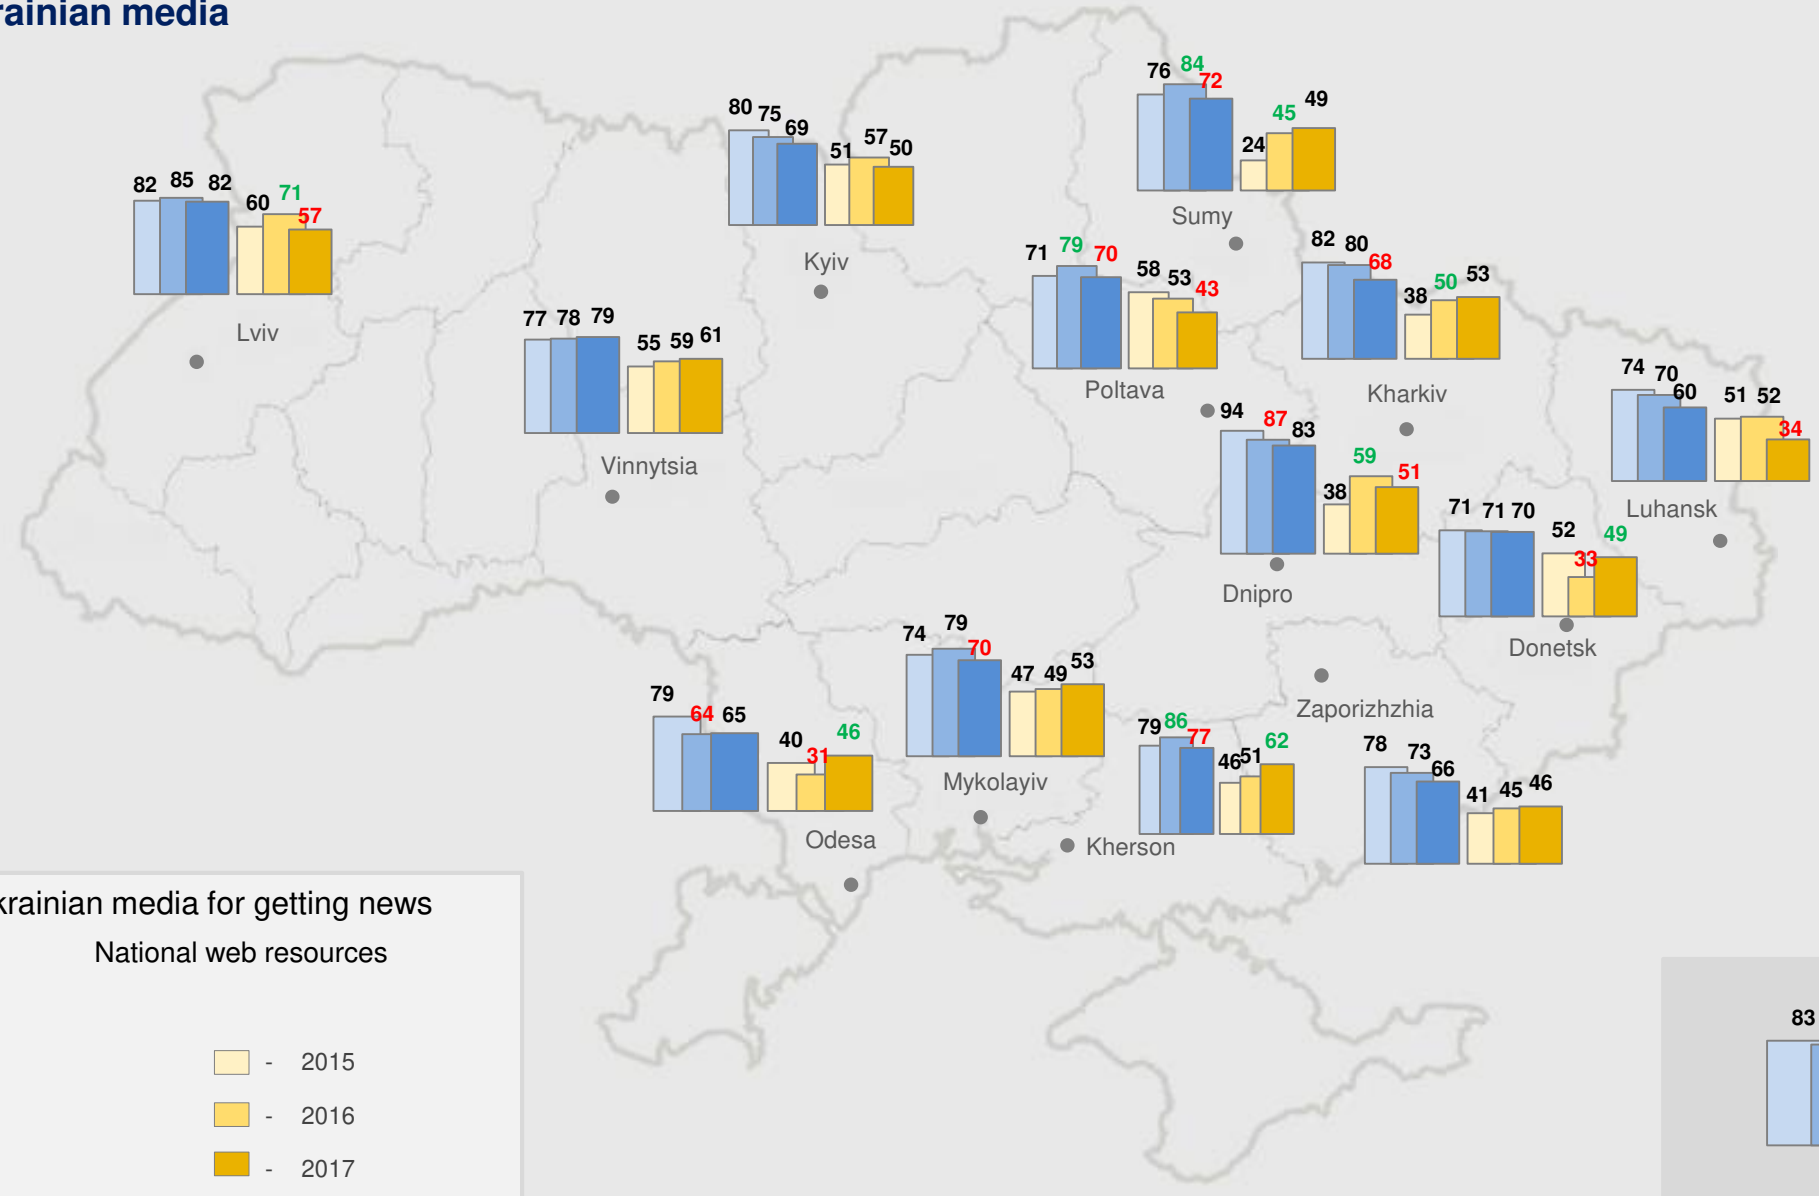 rainian media
76 84 72 24 45 49
Sumy
80 75 69 51 57 50
Kyiv
82 85 82 60 71 57
Lviv
71 79 70 58 53 43
Poltava
82 80 68 38 50 53
Kharkiv
77 78 79 55 59 61
Vinnytsia
74 70 60 51 52 34
Luhansk
94 87 83 38 59 51
Dnipro
71 71 70 52 33 49
Donetsk
74 79 70 47 49 53
Mykolayiv
79 64 65 40 31 46
Odesa
79 86 77 46 51 62
Kherson
Zaporizhzhia
78 73 66 41 45 46
krainian media for getting news
National web resources
- 2015
- 2016
- 2017
83